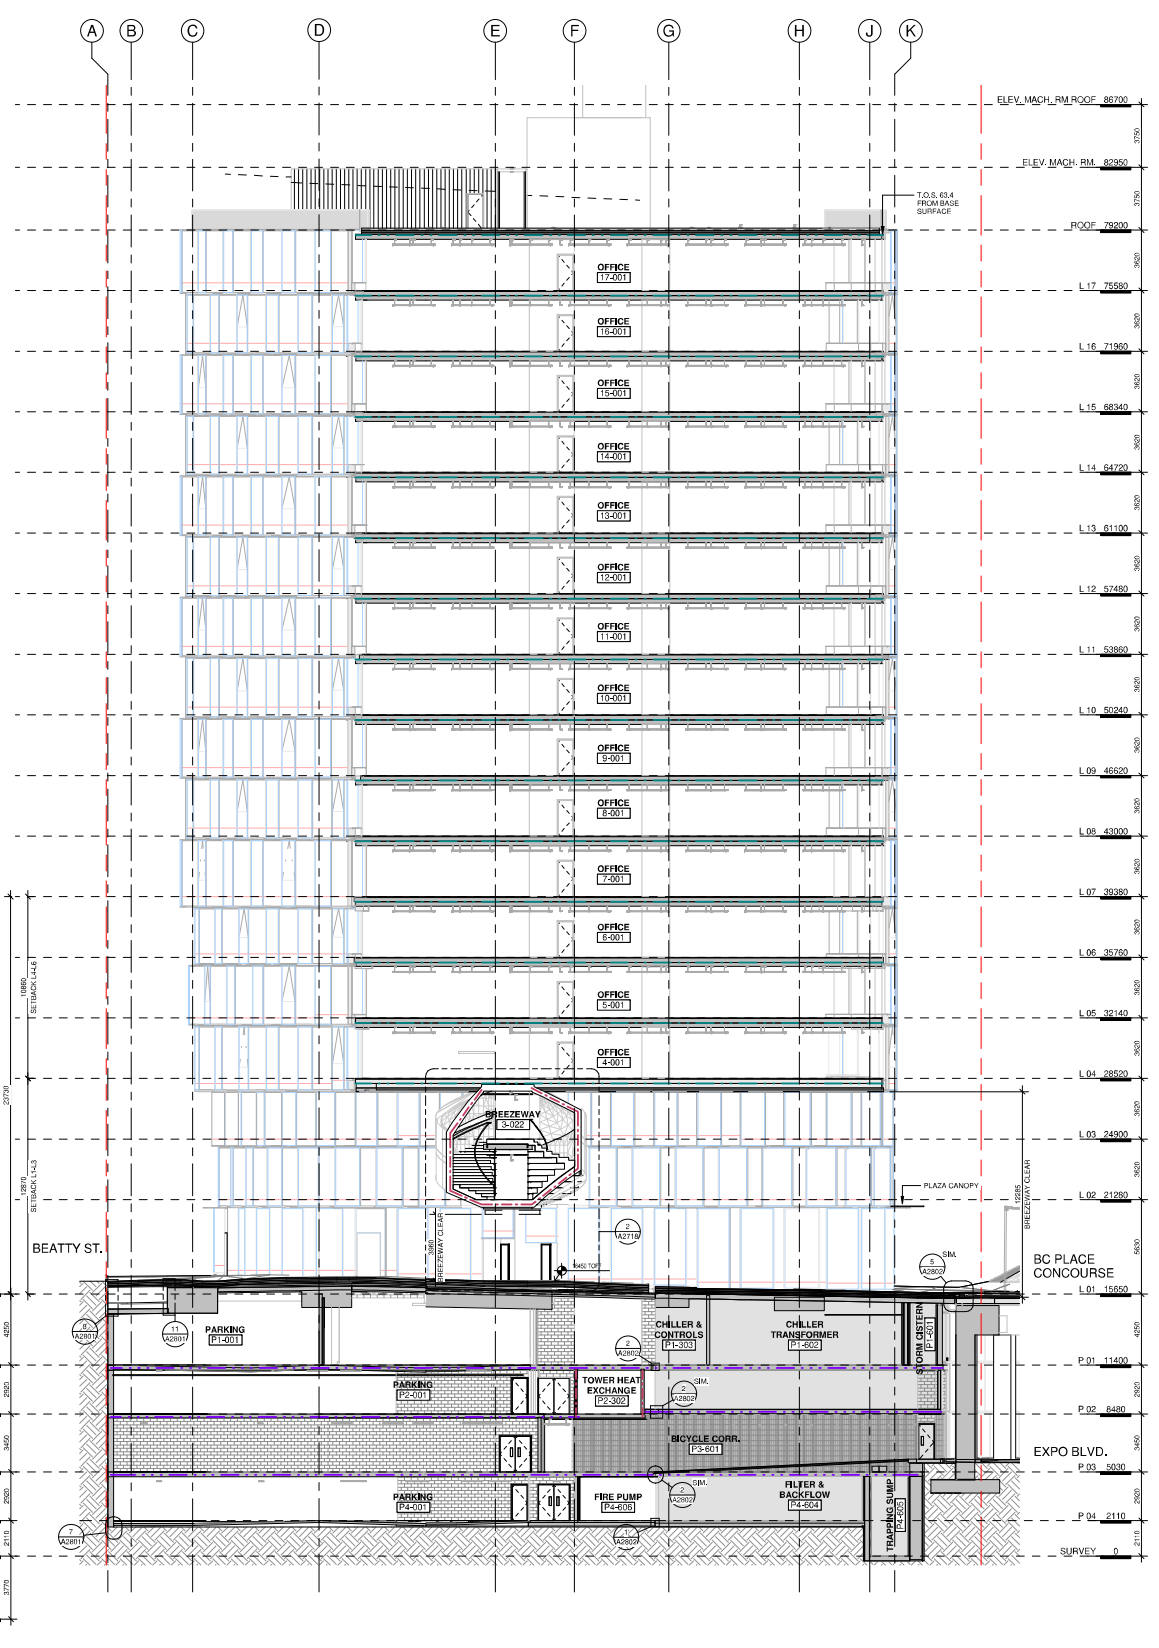 A B C D E F G H J K
ELEV. MACH. RM ROOF 86700
3750
ELEV. MACH. RM. 82950
3750
T.O.S. 63.4
FROM BASE
SURFACE
ROOF 79200
3620
OFFICE
17-001
L 17 75580
3620
OFFICE
16-001
L 16 71960
3620
OFFICE
15-001
L 15 68340
3620
OFFICE
14-001
L 14 64720
3620
OFFICE
13-001
L 13 61100
3620
OFFICE
12-001
L 12 57480
3620
OFFICE
11-001
L 11 53860
3620
OFFICE
10-001
L 10 50240
3620
OFFICE
9-001
L 09 46620
3620
OFFICE
8-001
L 08 43000
3620
OFFICE
7-001
L 07 39380
3620
OFFICE
6-001
L 06 35760
3620
10860
SETBACK L4-L6
OFFICE
5-001
L 05 32140
3620
OFFICE
4-001
L 04 28520
3620
23730
BREEZEWAY
3-022
L 03 24900
3620
12870
SETBACK L1-L3
PLAZA CANOPY
12285
BREEZEWAY CLEAR
L 02 21280
5630
3960
BREEZEWAY CLEAR
2
A2718
BEATTY ST.
5
A2802
SIM.
BC PLACE
CONCOURSE
L 01 15650
4250
8
A2801
11
A2801
PARKING
P1-001
2
A2802
CHILLER &
CONTROLS
P1-303
CHILLER
TRANSFORMER
P1-602
STORM CISTERN
P1-601
4250
P 01 11400
2920
PARKING
P2-001
TOWER HEAT
EXCHANGE
P2-302
2
A2802
SIM.
2920
P 02 8480
3450
BICYCLE CORR.
P3-601
3450
EXPO BLVD.
P 03 5030
2920
PARKING
P4-001
FIRE PUMP
P4-606
2
A2802
SIM.
FILTER &
BACKFLOW
P4-604
TRAPPING SUMP
P4-605
2920
P 04 2110
7
A2801
1
A2802
2110
2110
SURVEY 0
3770